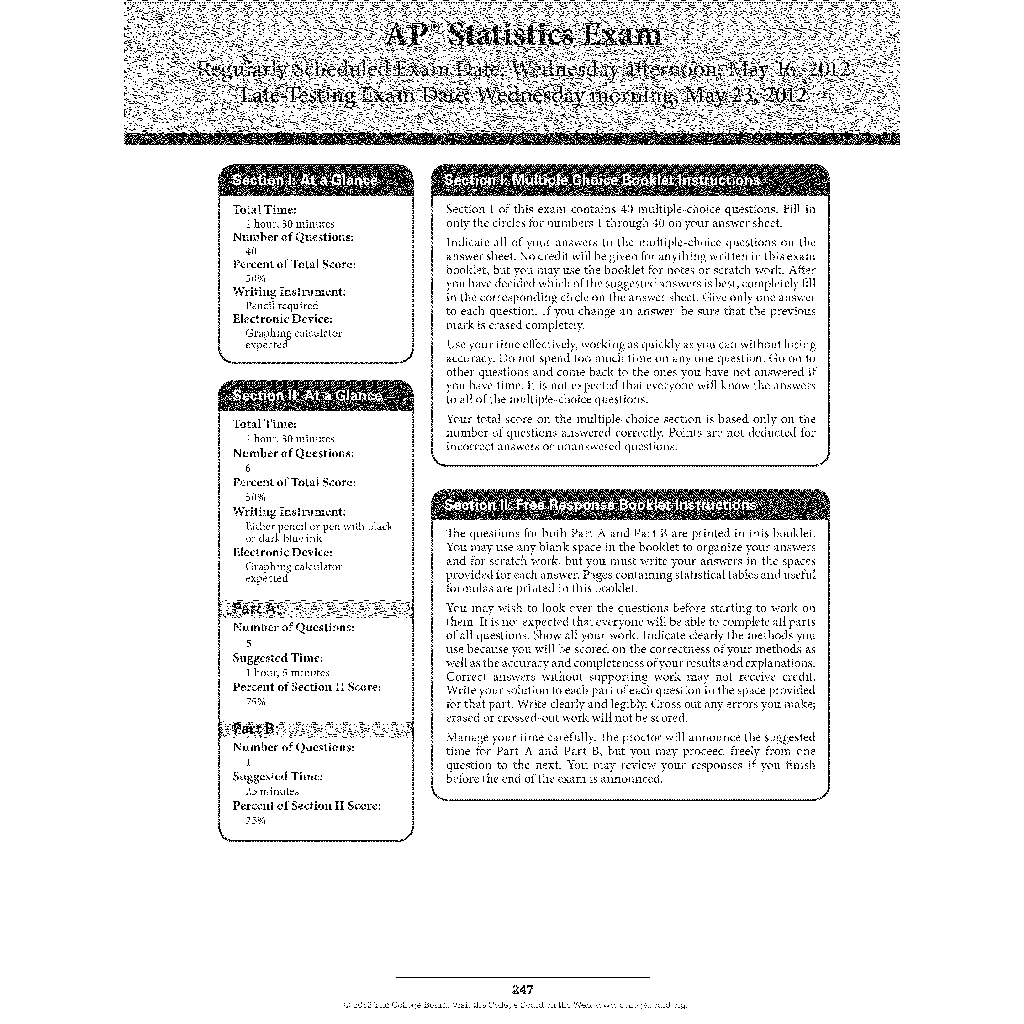 AP® Statistics Exam
Regularly Scheduled Exam Date: Wednesday afternoon, May 16, 2012
Late-Testing Exam Date: Wednesday morning, May 23, 2012
Section I: At a Glance
Total Time:
1 hour, 30 minutes
Number of Questions:
40
Percent of Total Score:
50%
Writing Instrument:
Pencil required
Electronic Device:
Graphing calculator
expected
Section II: At a Glance
Total Time:
1 hour, 30 minutes
Number of Questions:
6
Percent of Total Score:
50%
Writing Instrument:
Either pencil or pen with black
or dark blue ink
Electronic Device:
Graphing calculator
expected
Part A:
Number of Questions:
5
Suggested Time:
1 hour, 5 minutes
Percent of Section II Score:
75%
Part B:
Number of Questions:
1
Suggested Time:
25 minutes
Percent of Section II Score:
25%
Section I: Multiple Choice Booklet Instructions
Section I of this exam contains 40 multiple-choice questions. Fill in
only the circles for numbers 1 through 40 on your answer sheet.
Indicate all of your answers to the multiple-choice questions on the
answer sheet. No credit will be given for anything written in this exam
booklet, but you may use the booklet for notes or scratch work. After
you have decided which of the suggested answers is best, completely fill
in the corresponding circle on the answer sheet. Give only one answer
to each question. If you change an answer, be sure that the previous
mark is erased completely.
Use your time effectively, working as quickly as you can without losing
accuracy. Do not spend too much time on any one question. Go on to
other questions and come back to the ones you have not answered if
you have time. It is not expected that everyone will know the answers
to all of the multiple-choice questions.
Your total score on the multiple-choice section is based only on the
number of questions answered correctly. Points are not deducted for
incorrect answers or unanswered questions.
Section II: Free Response Booklet Instructions
The questions for both Part A and Part B are printed in this booklet.
You may use any blank space in the booklet to organize your answers
and for scratch work, but you must write your answers in the spaces
provided for each answer. Pages containing statistical tables and useful
formulas are printed in this booklet.
You may wish to look over the questions before starting to work on
them. It is not expected that everyone will be able to complete all parts
of all questions. Show all your work. Indicate clearly the methods you
use because you will be scored on the correctness of your methods as
well as the accuracy and completeness of your results and explanations.
Correct answers without supporting work may not receive credit.
Write your solution to each part of each question in the space provided
for that part. Write clearly and legibly. Cross out any errors you make;
erased or crossed-out work will not be scored.
Manage your time carefully. The proctor will announce the suggested
time for Part A and Part B, but you may proceed freely from one
question to the next. You may review your responses if you finish
before the end of the exam is announced.
247
© 2012 The College Board. Visit the College Board on the Web: www.collegeboard.org.